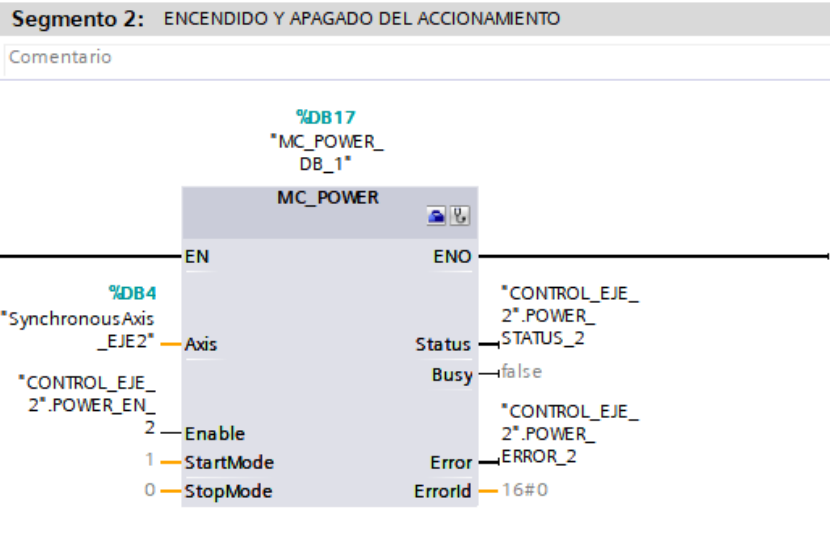 Segmento 2: ENCENDIDO Y APAGADO DEL ACCIONAMIENTO
Comentario
%DB17
"MC_POWER_
DB_1"
MC_POWER
EN
ENO
%DB4
"SynchronousAxis
_EJE2"
Axis
"CONTROL_EJE_
2".POWER_EN_
2
Enable
1
StartMode
0
StopMode
"CONTROL_EJE_
2".POWER_
STATUS_2
Status
Busy
false
"CONTROL_EJE_
2".POWER_
ERROR_2
Error
ErrorId
16#0